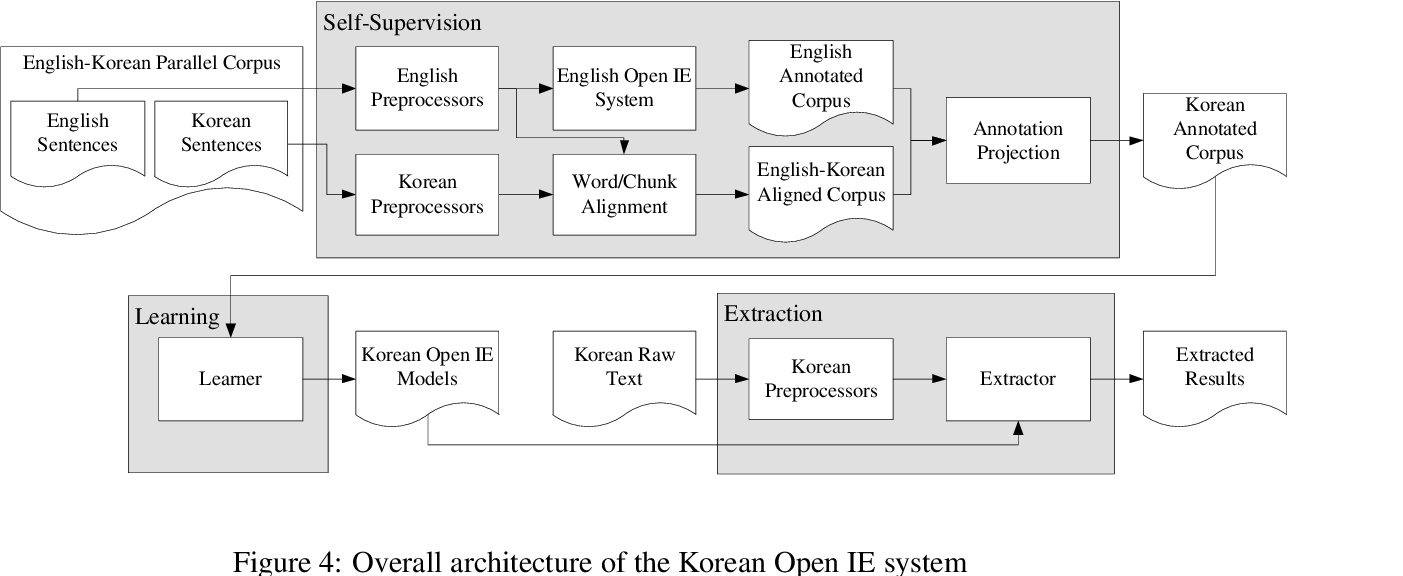 Self-Supervision
English-Korean Parallel Corpus
English
Sentences
Korean
Sentences
English
Preprocessors
English Open IE
System
English
Annotated
Corpus
Korean
Preprocessors
Word/Chunk
Alignment
English-Korean
Aligned Corpus
Annotation
Projection
Korean
Annotated
Corpus
Learning
Learner
Korean Open IE
Models
Korean Raw
Text
Extraction
Korean
Preprocessors
Extractor
Extracted
Results
Figure 4: Overall architecture of the Korean Open IE system